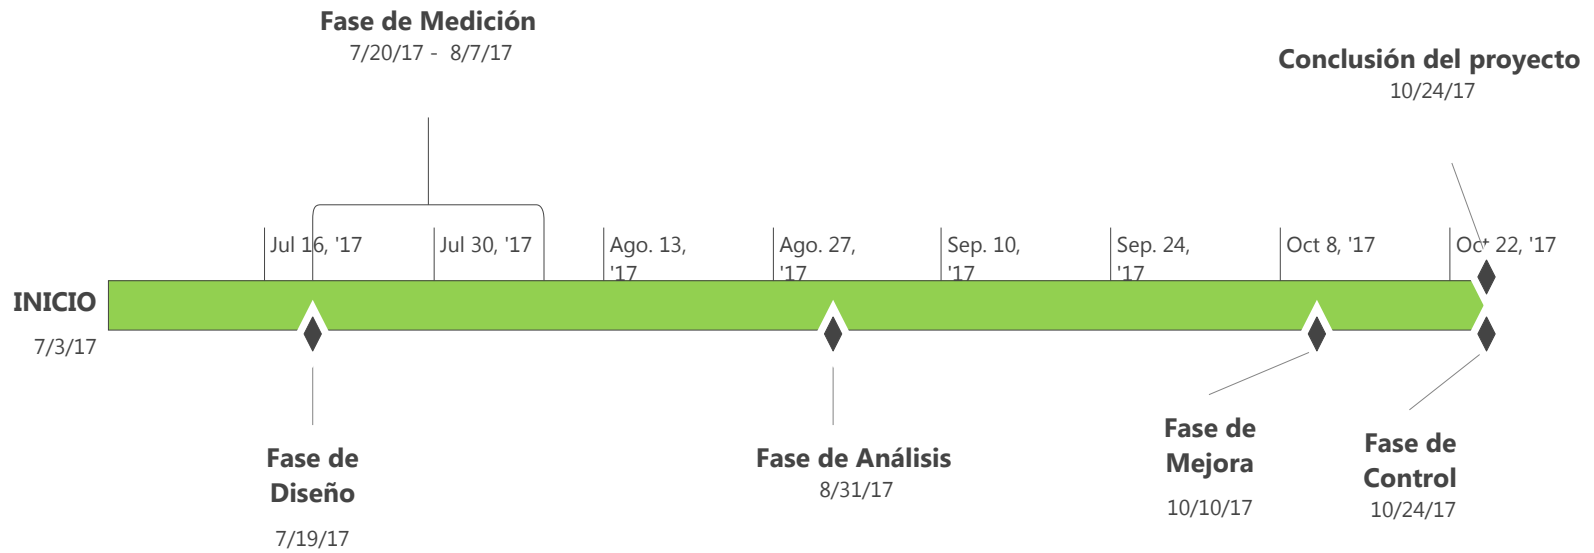 Fase de Medición
7/20/17 - 8/7/17
Conclusión del proyecto
10/24/17
Jul 16, '17
Jul 30, '17
Ago. 13,
'17
Ago. 27,
'17
Sep. 10,
'17
Sep. 24,
'17
Oct 8, '17
Oct 22, '17
INICIO
7/3/17
Fase de
Diseño
7/19/17
Fase de Análisis
8/31/17
Fase de
Mejora
10/10/17
Fase de
Control
10/24/17